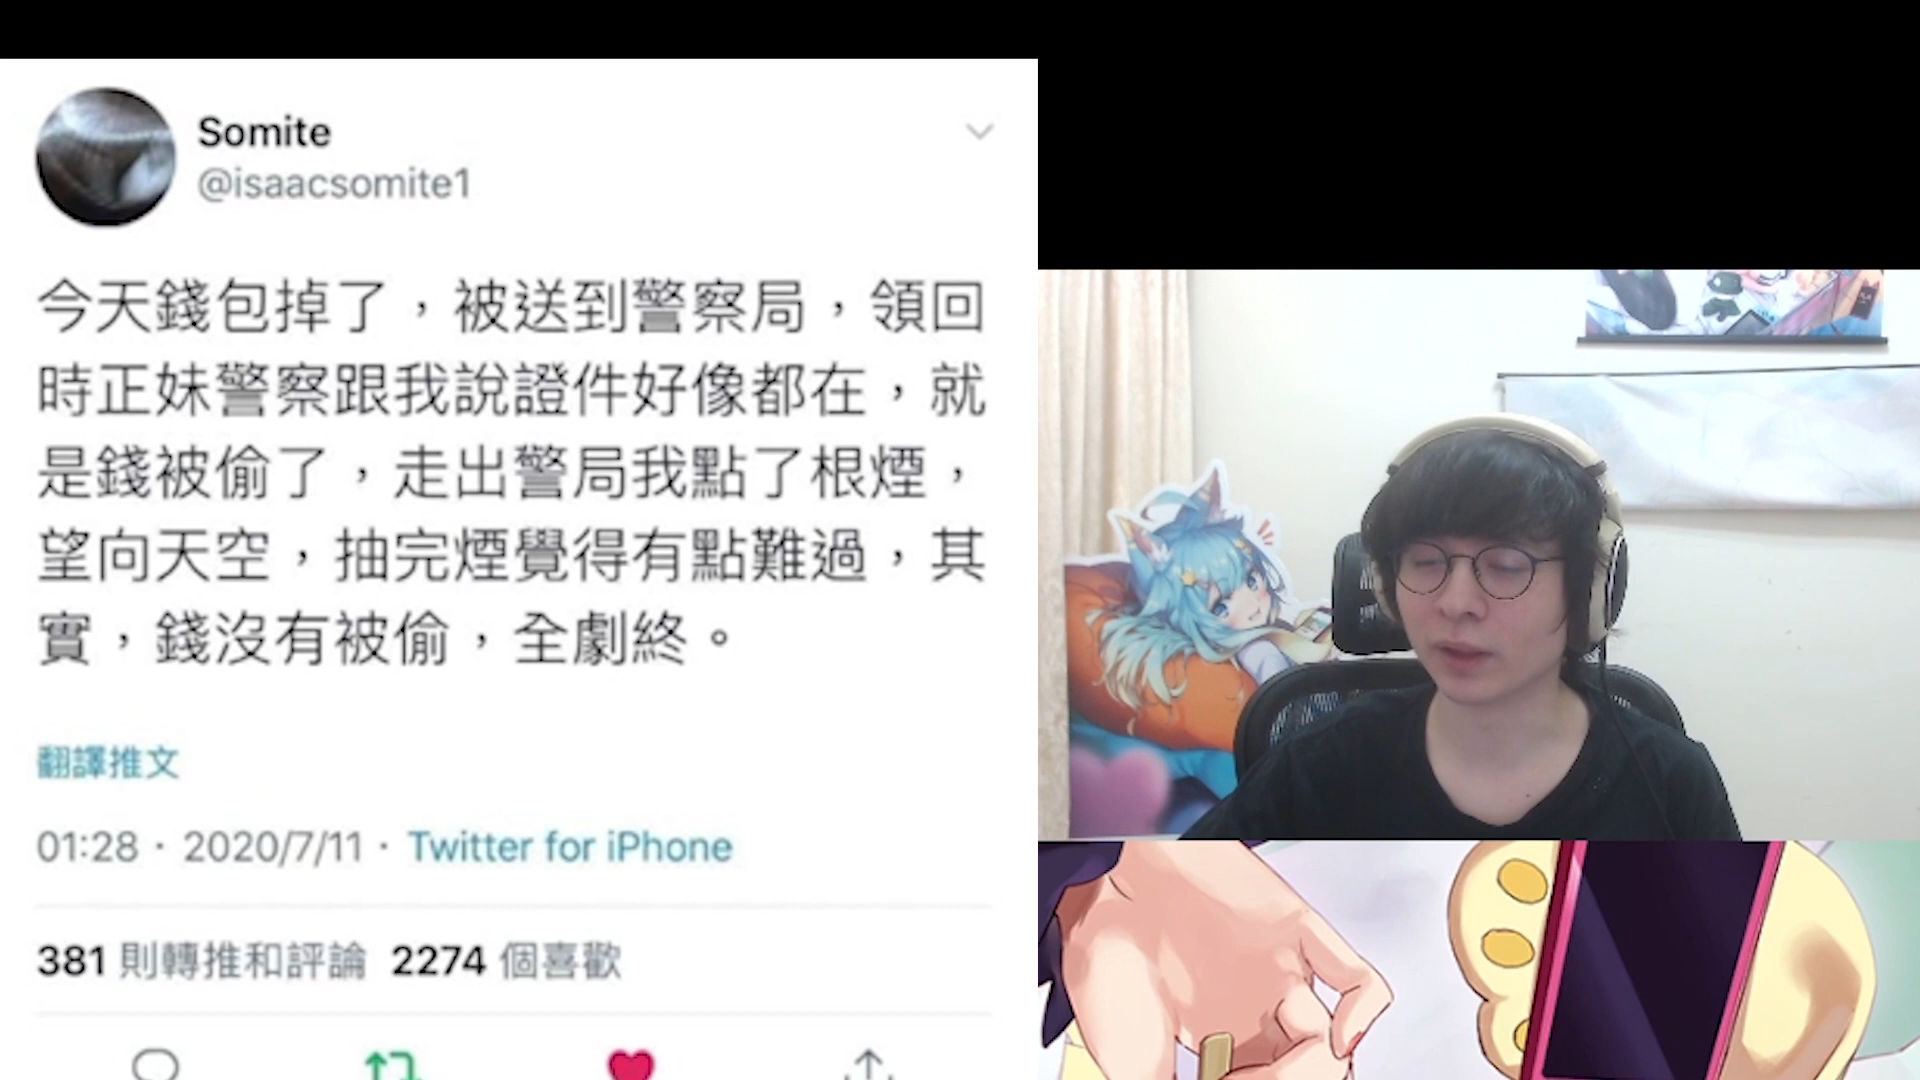 Somite
@isaacsomite1
今天錢包掉了，被送到警察局，領回
時正妹警察跟我說證件好像都在，就
是錢被偷了，走出警局我點了根煙，
望向天空，抽完煙覺得有點難過，其
實，錢沒有被偷，全劇終。
翻譯推文
01:28 · 2020/7/11 · Twitter for iPhone
381 則轉推和評論 2274 個喜歡